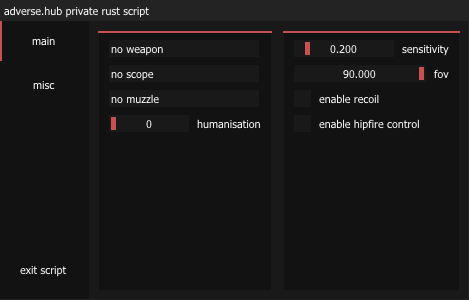 adverse.hub private rust script
main
misc
exit script
no weapon
no scope
no muzzle
0 humanisation
0.200 sensitivity
90.000 fov
enable recoil
enable hipfire control